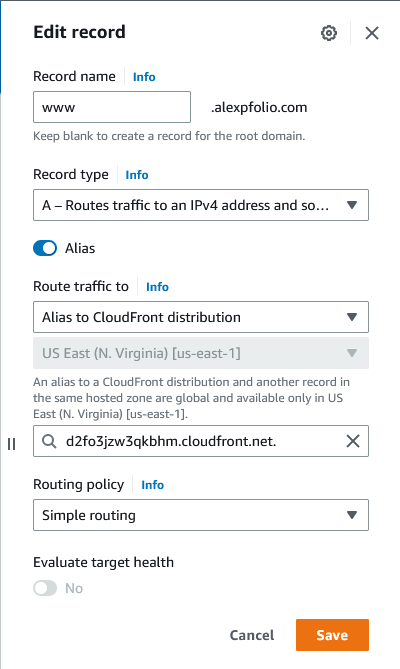 Edit record
Record name Info
www .alexpfolio.com
Keep blank to create a record for the root domain.
Record type Info
A – Routes traffic to an IPv4 address and so…
Alias
Route traffic to Info
Alias to CloudFront distribution
US East (N. Virginia) [us-east-1]
An alias to a CloudFront distribution and another record in
the same hosted zone are global and available only in US
East (N. Virginia) [us-east-1].
d2fo3jzw3qkbhm.cloudfront.net.
Routing policy Info
Simple routing
Evaluate target health
No
Cancel Save